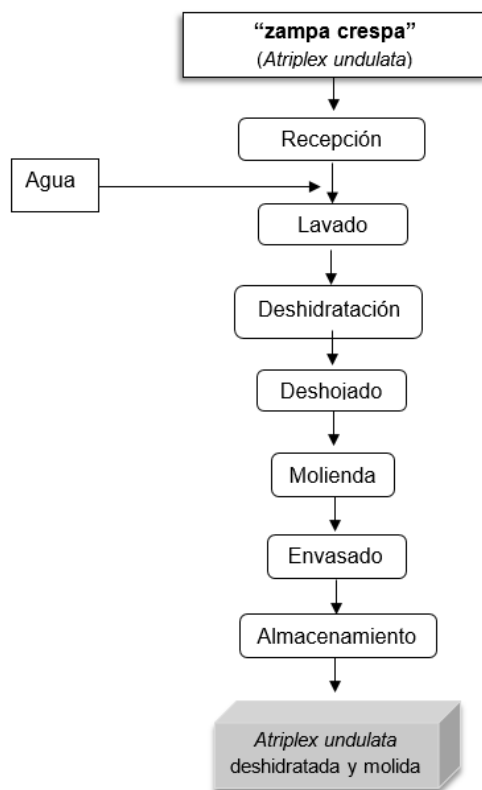 “zampa crespa”
(Atriplex undulata)
Recepción
Agua
Lavado
Deshidratación
Deshojado
Molienda
Envasado
Almacenamiento
Atriplex undulata
deshidratada y molida